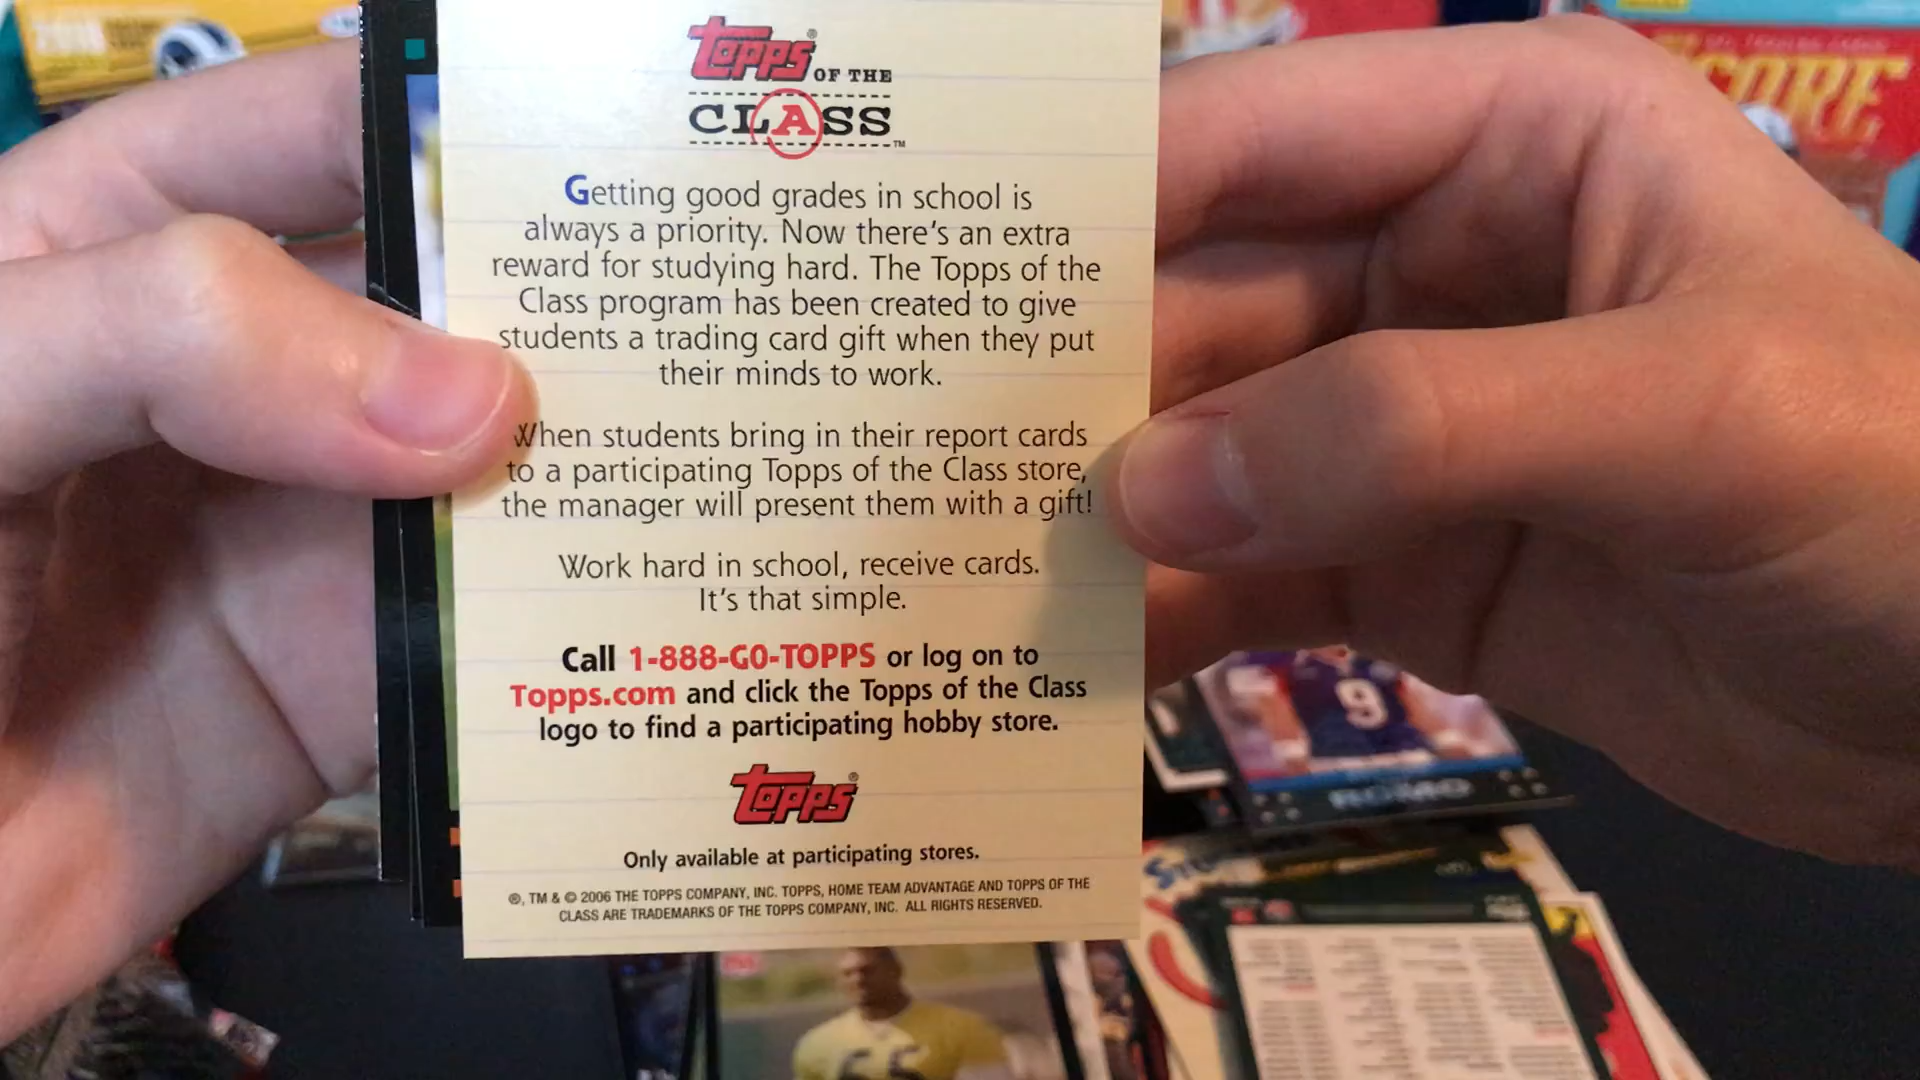 Topps® OF THE
CLASS™
Getting good grades in school is
always a priority. Now there's an extra
reward for studying hard. The Topps of the
Class program has been created to give
students a trading card gift when they put
their minds to work.
When students bring in their report cards
to a participating Topps of the Class store,
the manager will present them with a gift!
Work hard in school, receive cards.
It's that simple.
Call 1-888-GO-TOPPS or log on to
Topps.com and click the Topps of the Class
logo to find a participating hobby store.
Topps®
Only available at participating stores.
®, TM & © 2006 THE TOPPS COMPANY, INC. TOPPS, HOME TEAM ADVANTAGE AND TOPPS OF THE
CLASS ARE TRADEMARKS OF THE TOPPS COMPANY, INC. ALL RIGHTS RESERVED.
9
ROMO